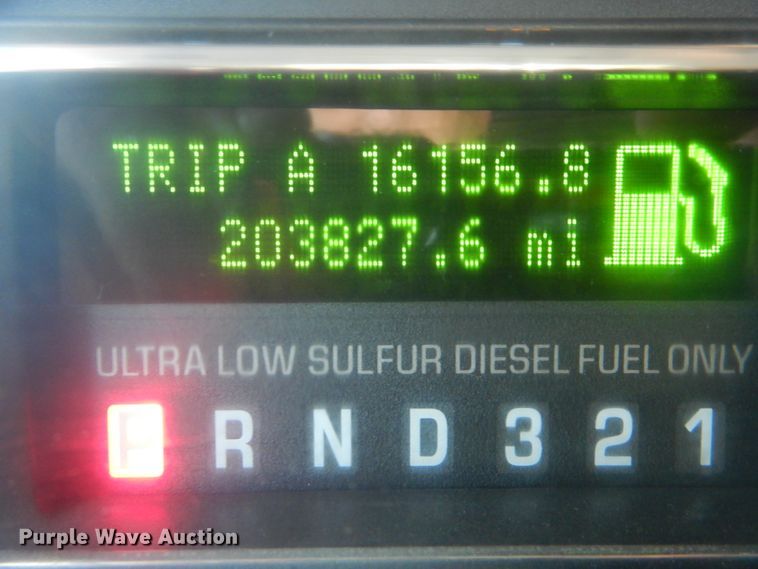 TRIP A 16156.8
203827.6 mi
ULTRA LOW SULFUR DIESEL FUEL ONLY
P R N D 3 2 1
Purple Wave Auction